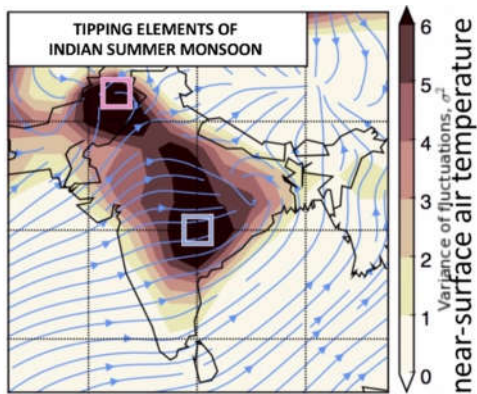 TIPPING ELEMENTS OF
INDIAN SUMMER MONSOON
6
5
4
3
2
1
0
Variance of fluctuations, σ²
near-surface air temperature